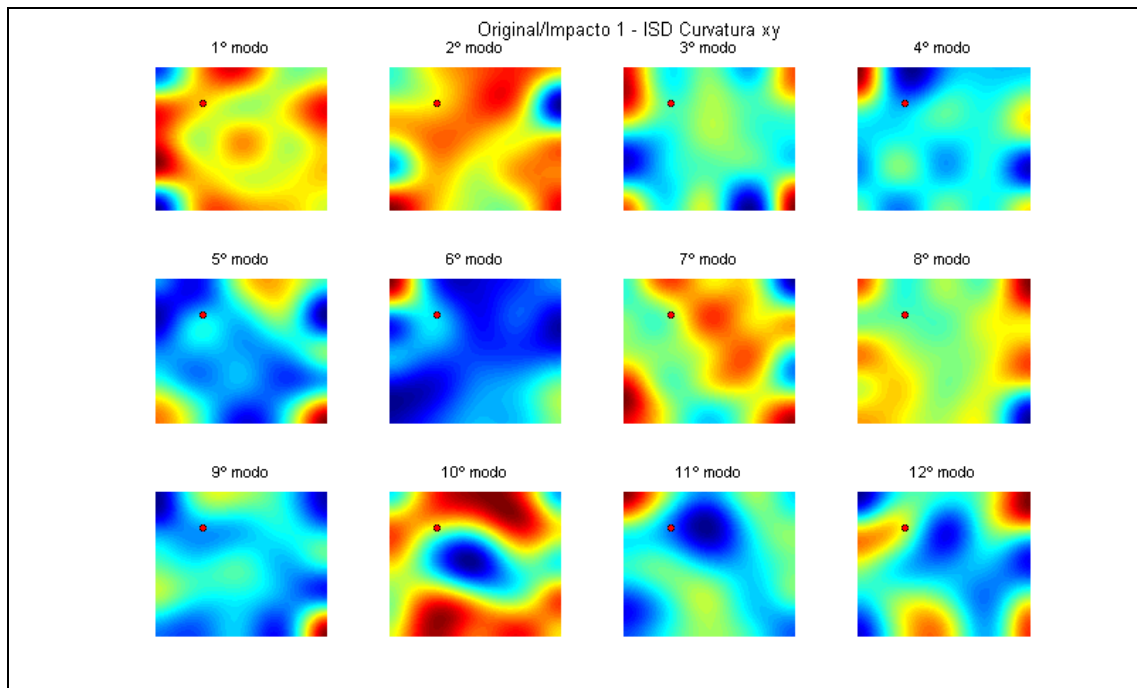 Original/Impacto 1 - ISD Curvatura xy
1º modo
2º modo
3º modo
4º modo
5º modo
6º modo
7º modo
8º modo
9º modo
10º modo
11º modo
12º modo